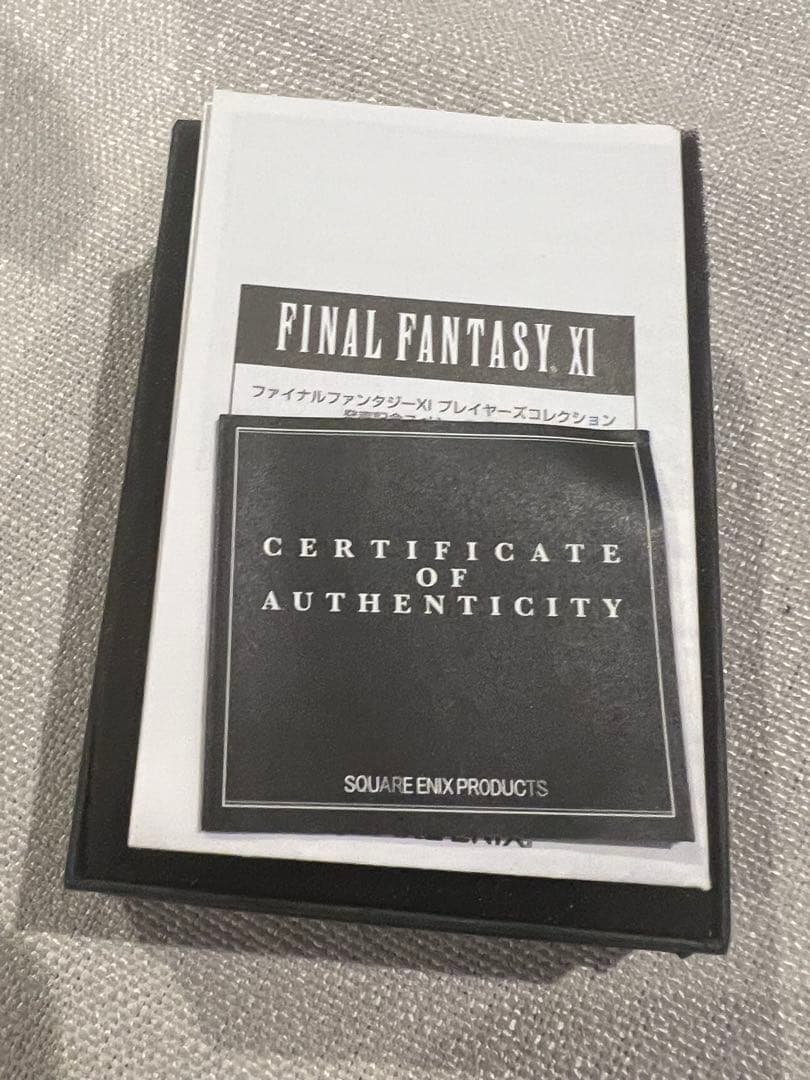 FINAL FANTASY XI
ファイナルファンタジーXI プレイヤーズコレクション
CERTIFICATE
OF
AUTHENTICITY
SQUARE ENIX PRODUCTS